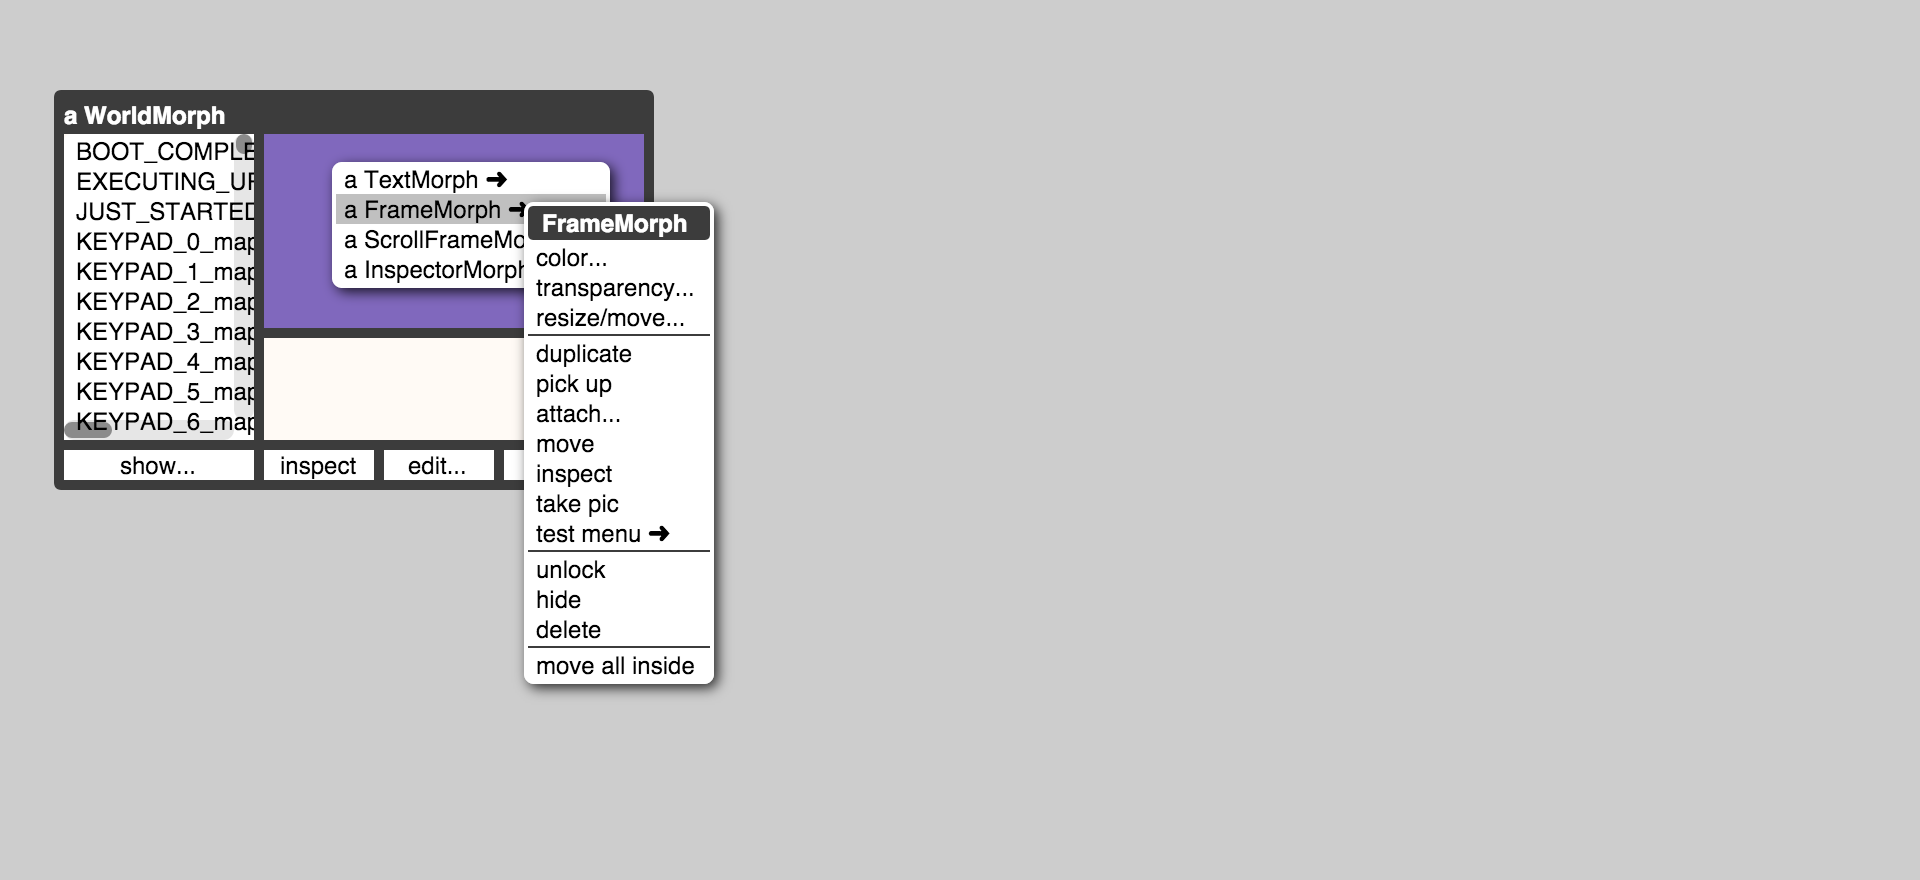 a WorldMorph
BOOT_COMPLE
EXECUTING_UR
JUST_STARTED
KEYPAD_0_map
KEYPAD_1_map
KEYPAD_2_map
KEYPAD_3_map
KEYPAD_4_map
KEYPAD_5_map
KEYPAD_6_map
show...
inspect
edit...
a TextMorph ➜
a FrameMorph ➜
a ScrollFrameMo
a InspectorMorph
FrameMorph
color...
transparency...
resize/move...
duplicate
pick up
attach...
move
inspect
take pic
test menu ➜
unlock
hide
delete
move all inside